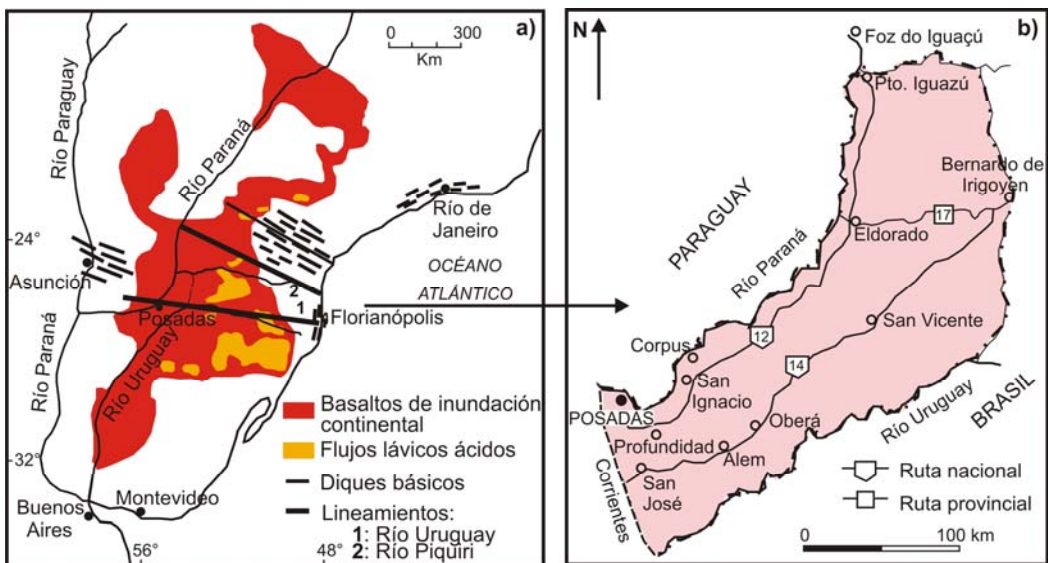 a)
0 300
Km
Río Paraguay
Río Paraná
Río de
Janeiro
-24°
Asunción
OCÉANO
ATLÁNTICO
2
1
Posadas
Florianópolis
Río Paraná
Río Uruguay
Basaltos de inundación
continental
Flujos lávicos ácidos
Diques básicos
Lineamientos:
1: Río Uruguay
2: Río Piquiri
-32°
Montevideo
Buenos
Aires
56°
48°
b)
N
Foz do Iguaçú
Pto. Iguazú
Bernardo de
Irigoyen
17
Eldorado
PARAGUAY
Río Paraná
San Vicente
Corpus
12
14
San
Ignacio
POSADAS
Oberá
Profundidad
Alem
San
José
Corrientes
Río Uruguay
BRASIL
Ruta nacional
Ruta provincial
0 100 km